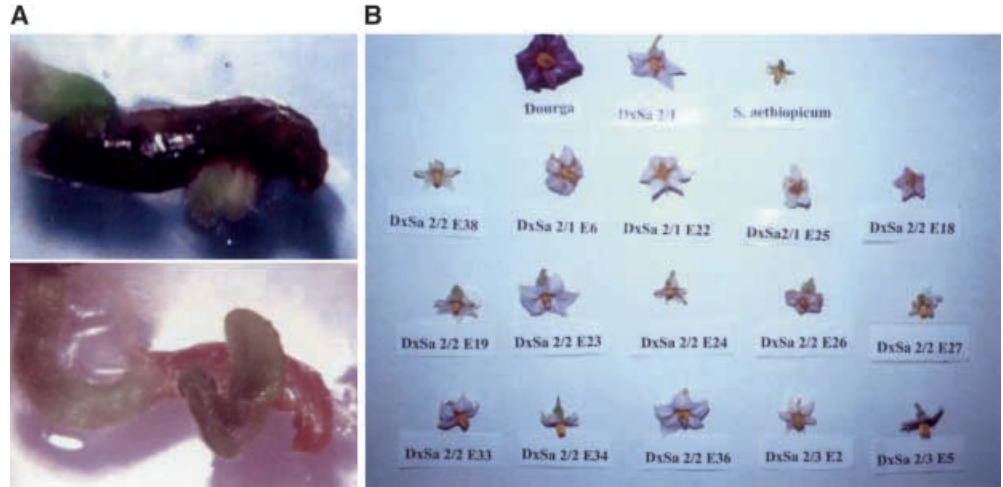 A
B
Dourga
DxSa 2/1
S. aethiopicum
DxSa 2/2 E38
DxSa 2/1 E6
DxSa 2/1 E22
DxSa2/1 E25
DxSa 2/2 E18
DxSa 2/2 E19
DxSa 2/2 E23
DxSa 2/2 E24
DxSa 2/2 E26
DxSa 2/2 E27
DxSa 2/2 E33
DxSa 2/2 E34
DxSa 2/2 E36
DxSa 2/3 E2
DxSa 2/3 E5